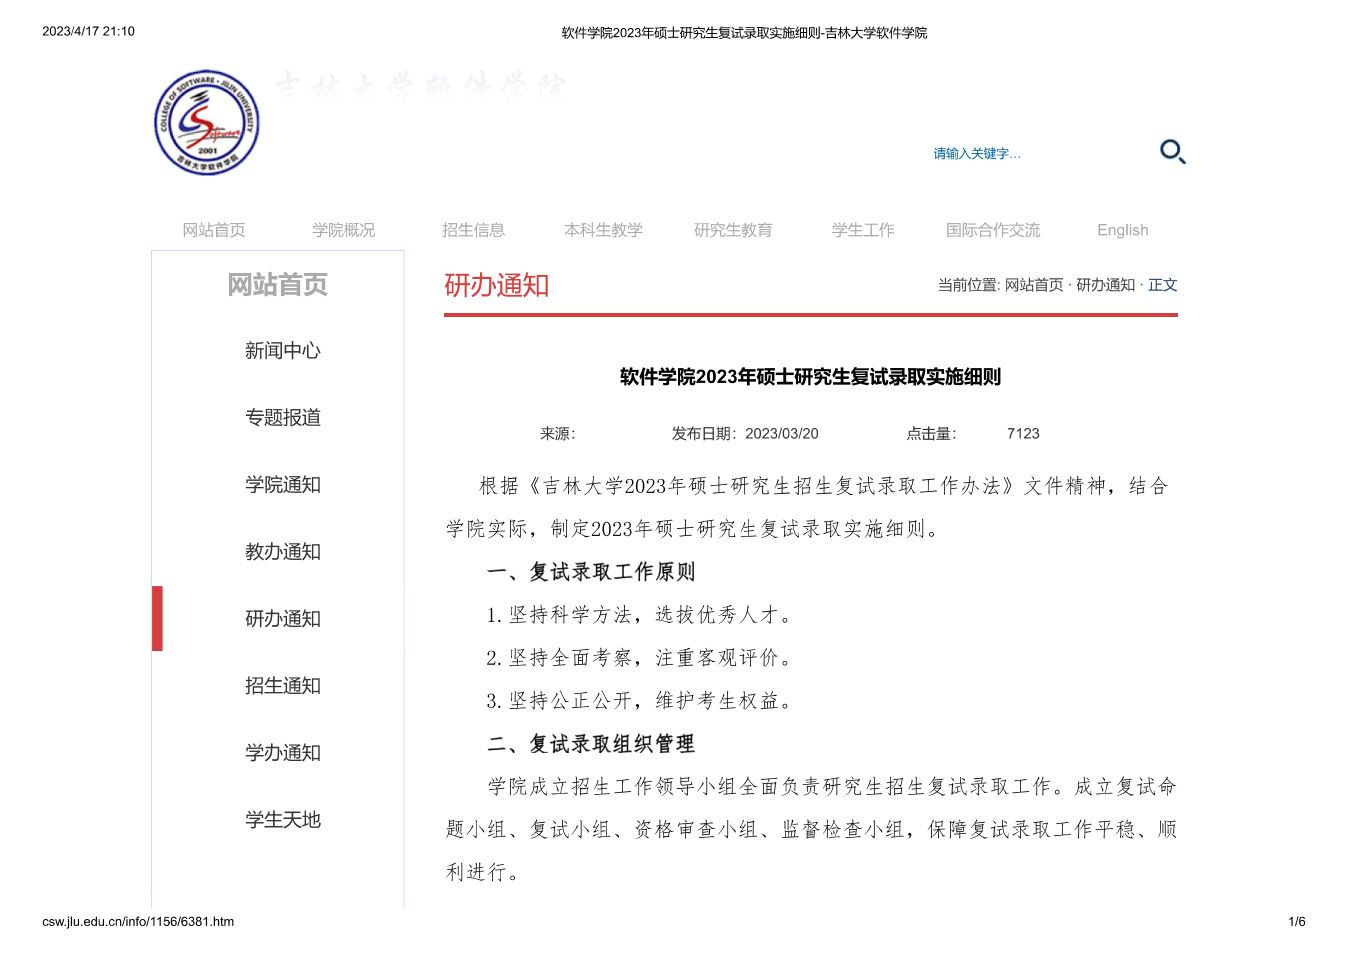 2023/4/17 21:10
软件学院2023年硕士研究生复试录取实施细则-吉林大学软件学院
吉林大学软件学院
COLLEGE OF SOFTWARE · JILIN UNIVERSITY
Software
2001
吉林大学软件学院
请输入关键字...
网站首页 学院概况 招生信息 本科生教学 研究生教育 学生工作 国际合作交流 English
网站首页
新闻中心
专题报道
学院通知
教办通知
研办通知
招生通知
学办通知
学生天地
研办通知
当前位置: 网站首页 · 研办通知 · 正文
软件学院2023年硕士研究生复试录取实施细则
来源： 发布日期：2023/03/20 点击量： 7123
根据《吉林大学2023年硕士研究生招生复试录取工作办法》文件精神，结合
学院实际，制定2023年硕士研究生复试录取实施细则。
一、复试录取工作原则
1. 坚持科学方法，选拔优秀人才。
2. 坚持全面考察，注重客观评价。
3. 坚持公正公开，维护考生权益。
二、复试录取组织管理
学院成立招生工作领导小组全面负责研究生招生复试录取工作。成立复试命
题小组、复试小组、资格审查小组、监督检查小组，保障复试录取工作平稳、顺
利进行。
csw.jlu.edu.cn/info/1156/6381.htm
1/6